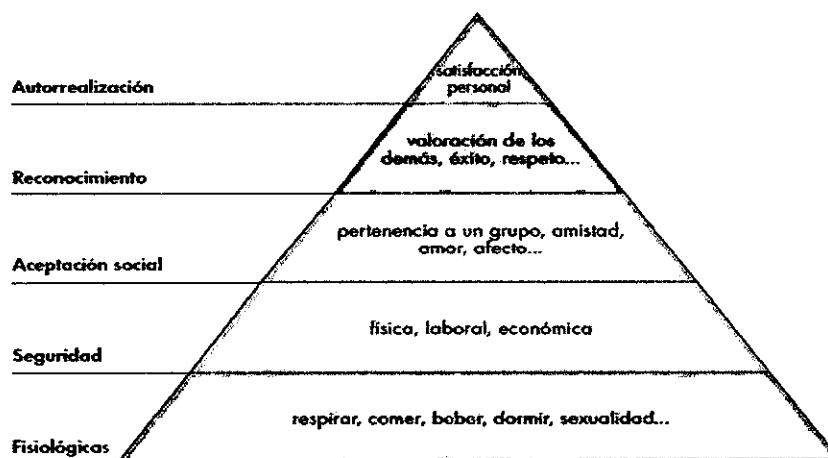 satisfacción
personal
Autorrealización
valoración de los
demás, éxito, respeto...
Reconocimiento
pertenencia a un grupo, amistad,
amor, afecto...
Aceptación social
física, laboral, económica
Seguridad
respirar, comer, beber, dormir, sexualidad...
Fisiológicas